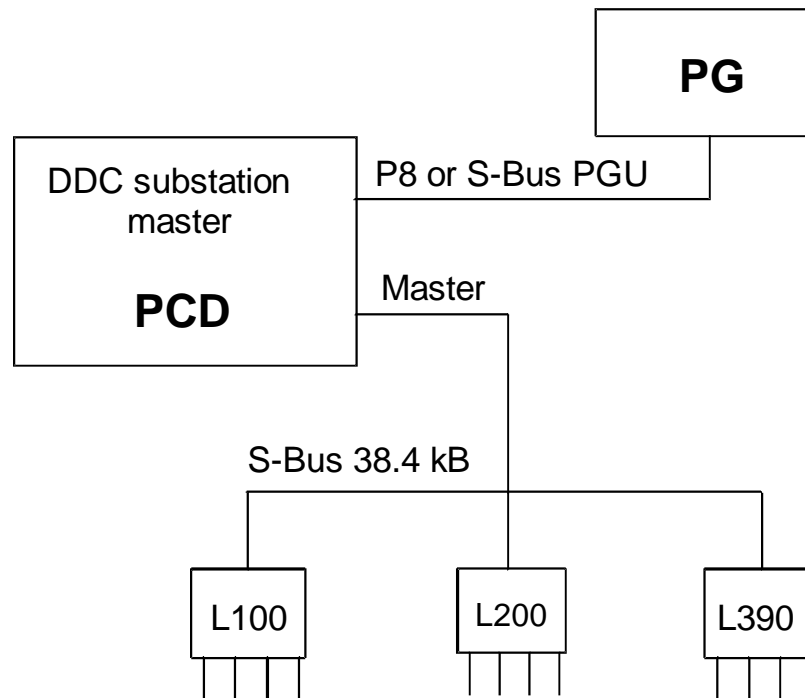 PG
P8 or S-Bus PGU
DDC substation
master
PCD
Master
S-Bus 38.4 kB
L100
L200
L390